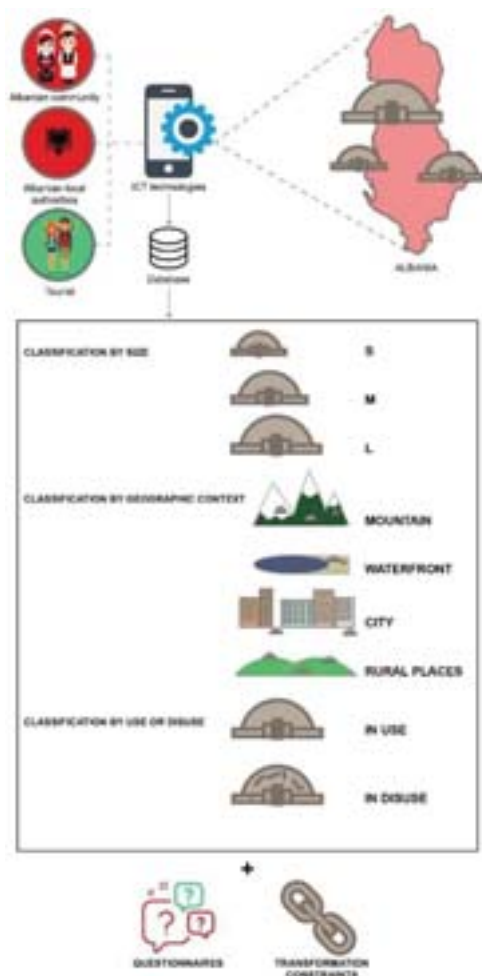 Albanian community
Albanian local
authorities
Tourist
ICT technologies
Database
ALBANIA
CLASSIFICATION BY SIZE
S
M
L
CLASSIFICATION BY GEOGRAPHIC CONTEXT
MOUNTAIN
WATERFRONT
CITY
RURAL PLACES
CLASSIFICATION BY USE OR DISUSE
IN USE
IN DISUSE
+
QUESTIONNAIRES
TRANSFORMATION
CONSTRAINTS